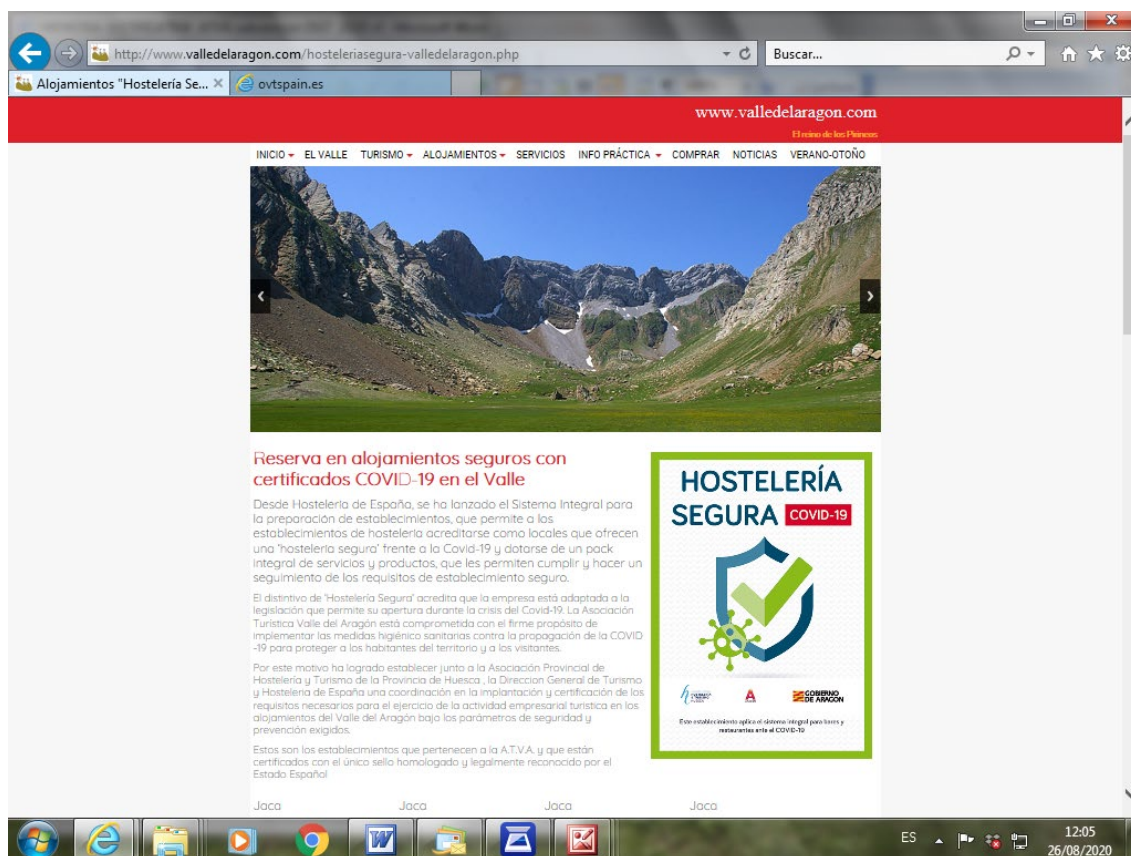 http://www.valledelaragon.com/hosteleriasegura-valledelaragon.php
Buscar...
Alojamientos "Hostelería Se...
ovtspain.es
www.valledelaragon.com
El reino de los Pirineos
INICIO EL VALLE TURISMO ALOJAMIENTOS SERVICIOS INFO PRÁCTICA COMPRAR NOTICIAS VERANO-OTOÑO
Reserva en alojamientos seguros con
certificados COVID-19 en el Valle
Desde Hostelería de España, se ha lanzado el Sistema Integral para
la preparación de establecimientos, que permite a los
establecimientos de hostelería acreditarse como locales que ofrecen
una "hostelería segura" frente a la Covid-19 y dotarse de un pack
integral de servicios y productos, que les permiten cumplir y hacer un
seguimiento de los requisitos de establecimiento seguro.
El distintivo de "Hostelería Segura" acredita que la empresa está adaptada a la
legislación que permite su apertura durante la crisis del Covid-19. La Asociación
Turística Valle del Aragón está comprometida con el firme propósito de
implementar las medidas higiénico sanitarias contra la propagación de la COVID
-19 para proteger a los habitantes del territorio y a los visitantes.
Por este motivo ha logrado establecer junto a la Asociación Provincial de
Hostelería y Turismo de la Provincia de Huesca , la Direccion General de Turismo
y Hosteleria de España una coordinación en la implantación y certificación de los
requisitos necesarios para el ejercicio de la actividad empresarial turistica en los
alojamientos del Valle del Aragón bajo los parámetros de seguridad y
prevención exigidos.
Estos son los establecimientos que pertenecen a la A.T.V.A. y que están
certificados con el único sello homologado y legalmente reconocido por el
Estado Español
HOSTELERÍA
SEGURA COVID-19
GOBIERNO
DE ARAGON
Este establecimiento aplica el sistema integral para bares y
restaurantes ante el COVID-19
Jaca Jaca Jaca Jaca
ES
12:05
26/08/2020